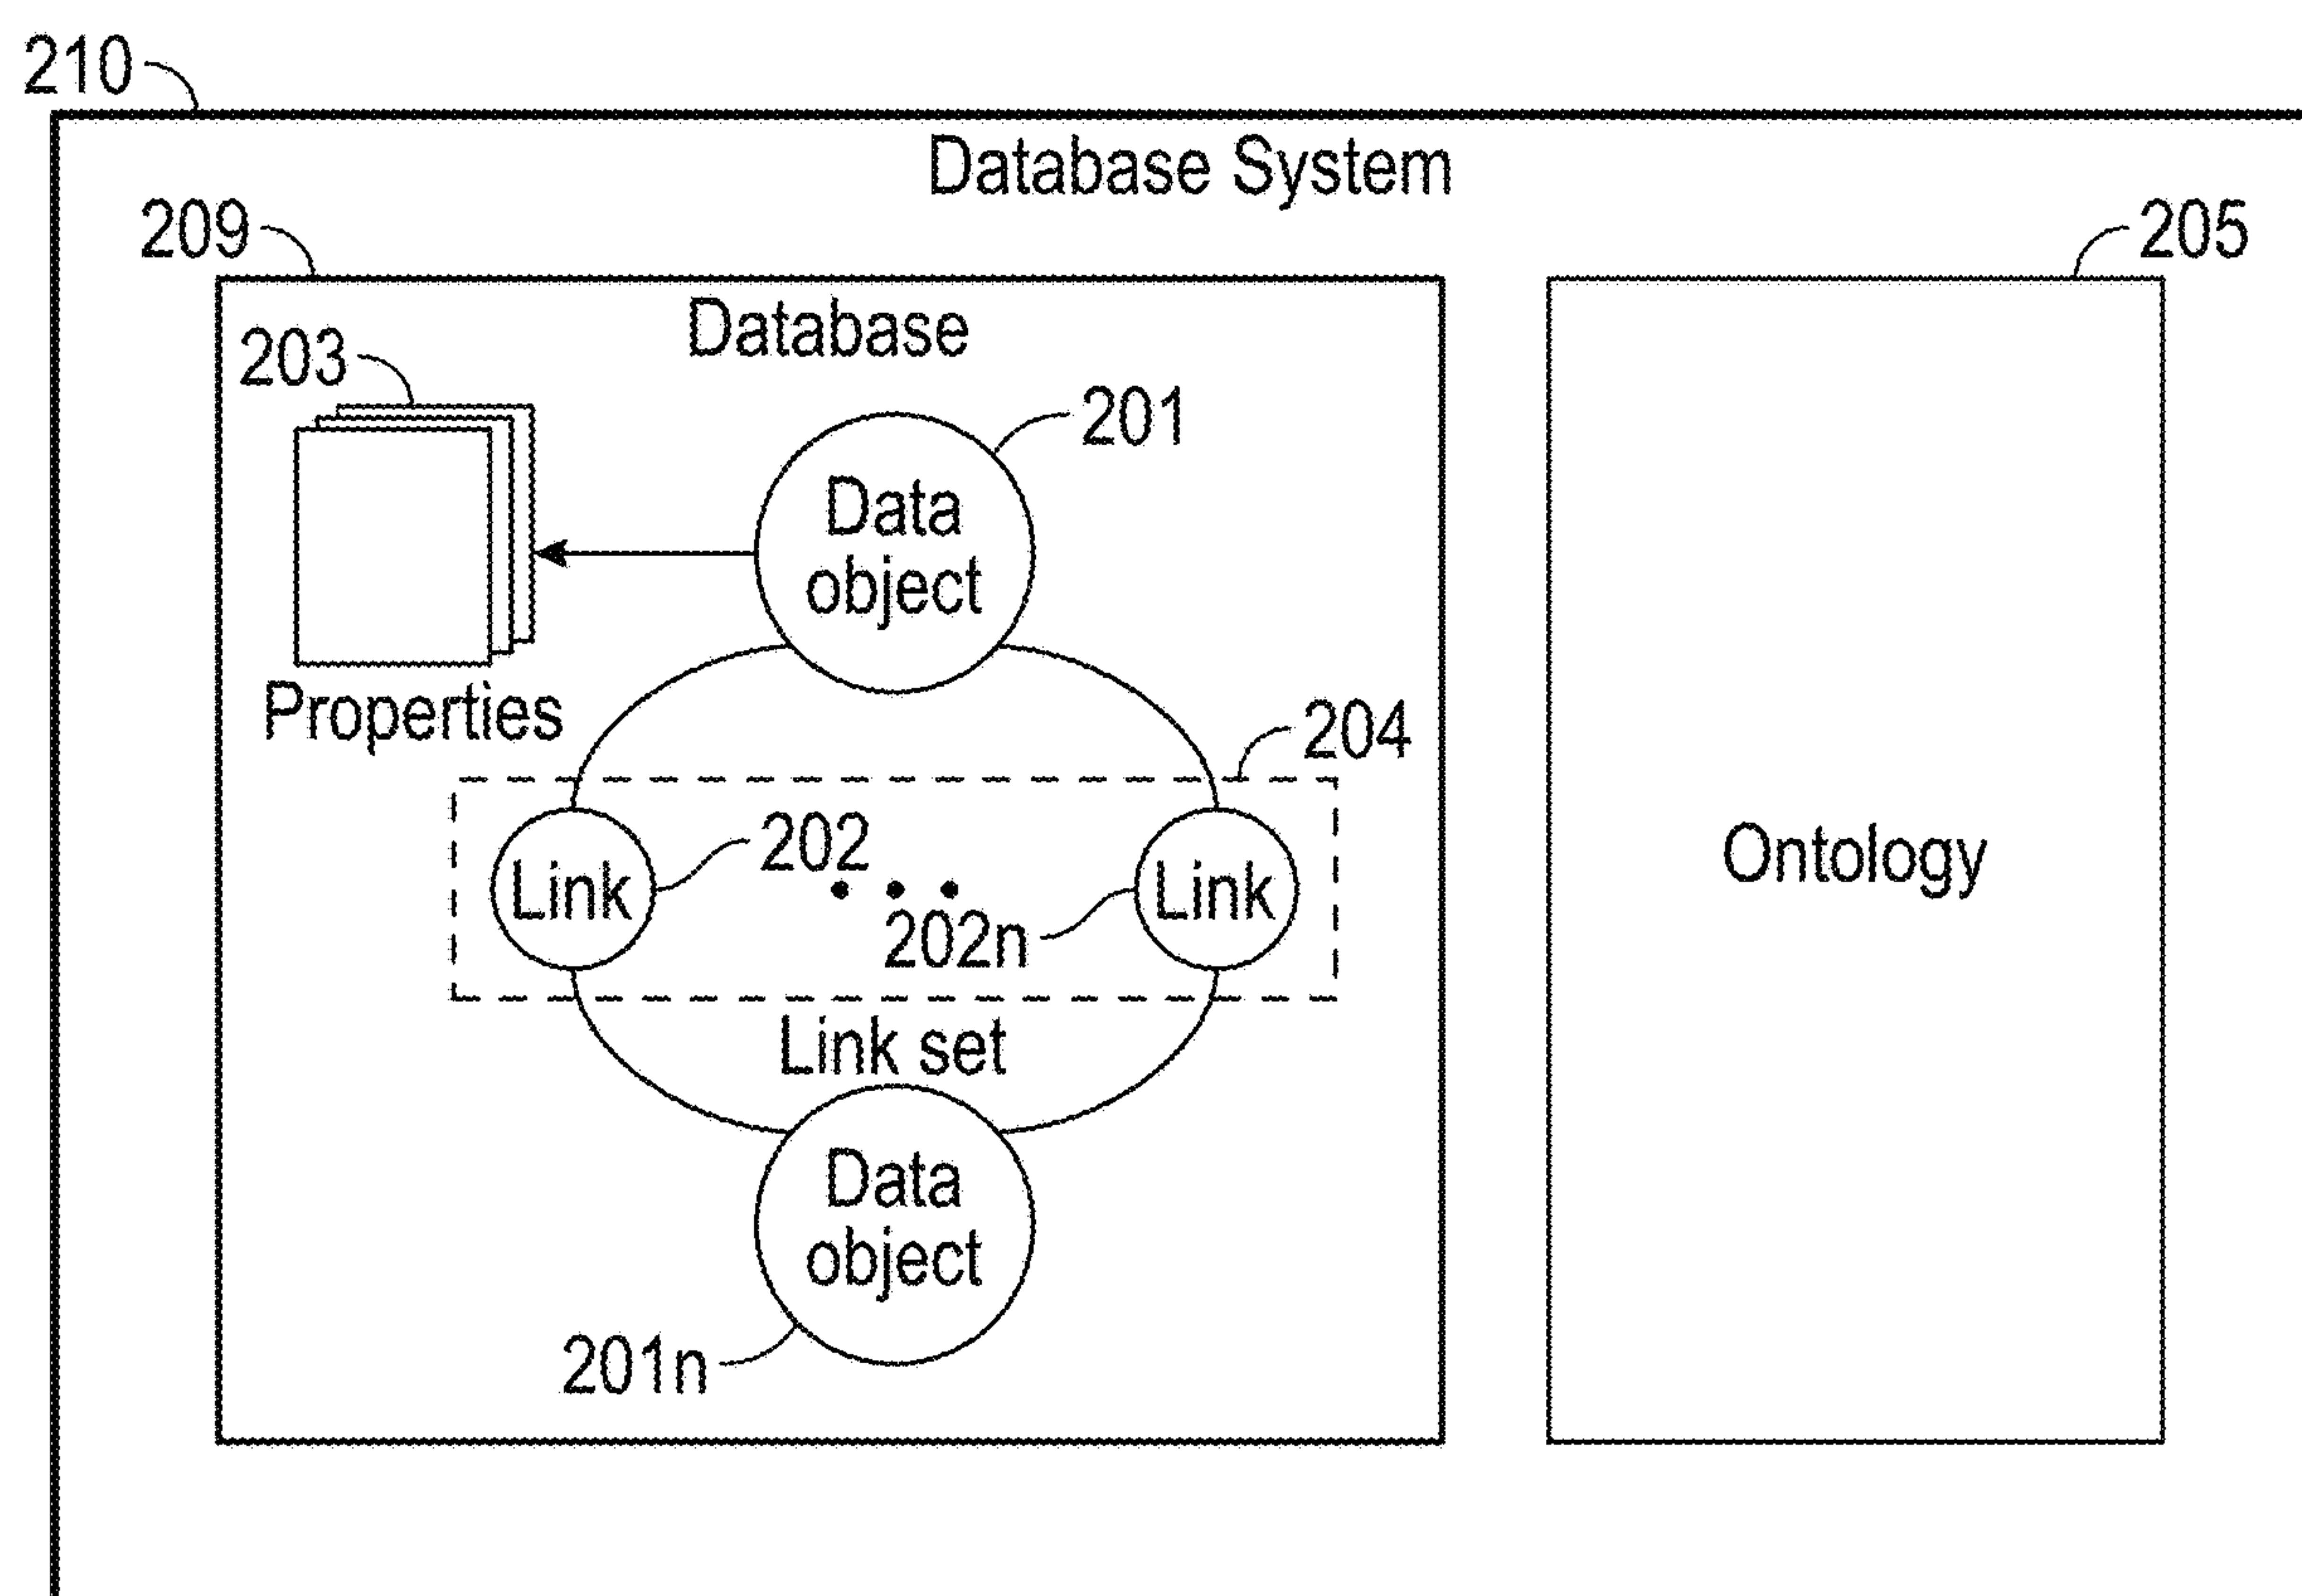 210
Database System
209
205
Database
203
201
Data
object
Properties
204
202
Link
Link
202n
Link set
Data
object
Ontology
201n